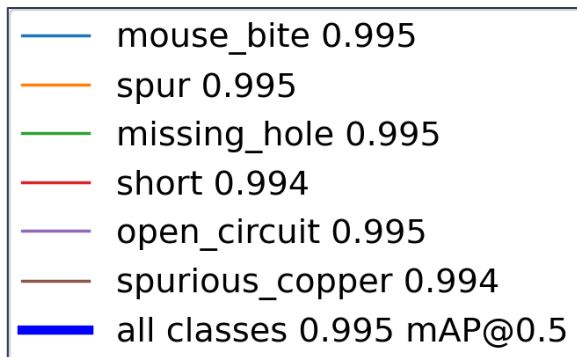 mouse_bite 0.995
spur 0.995
missing_hole 0.995
short 0.994
open_circuit 0.995
spurious_copper 0.994
all classes 0.995 mAP@0.5